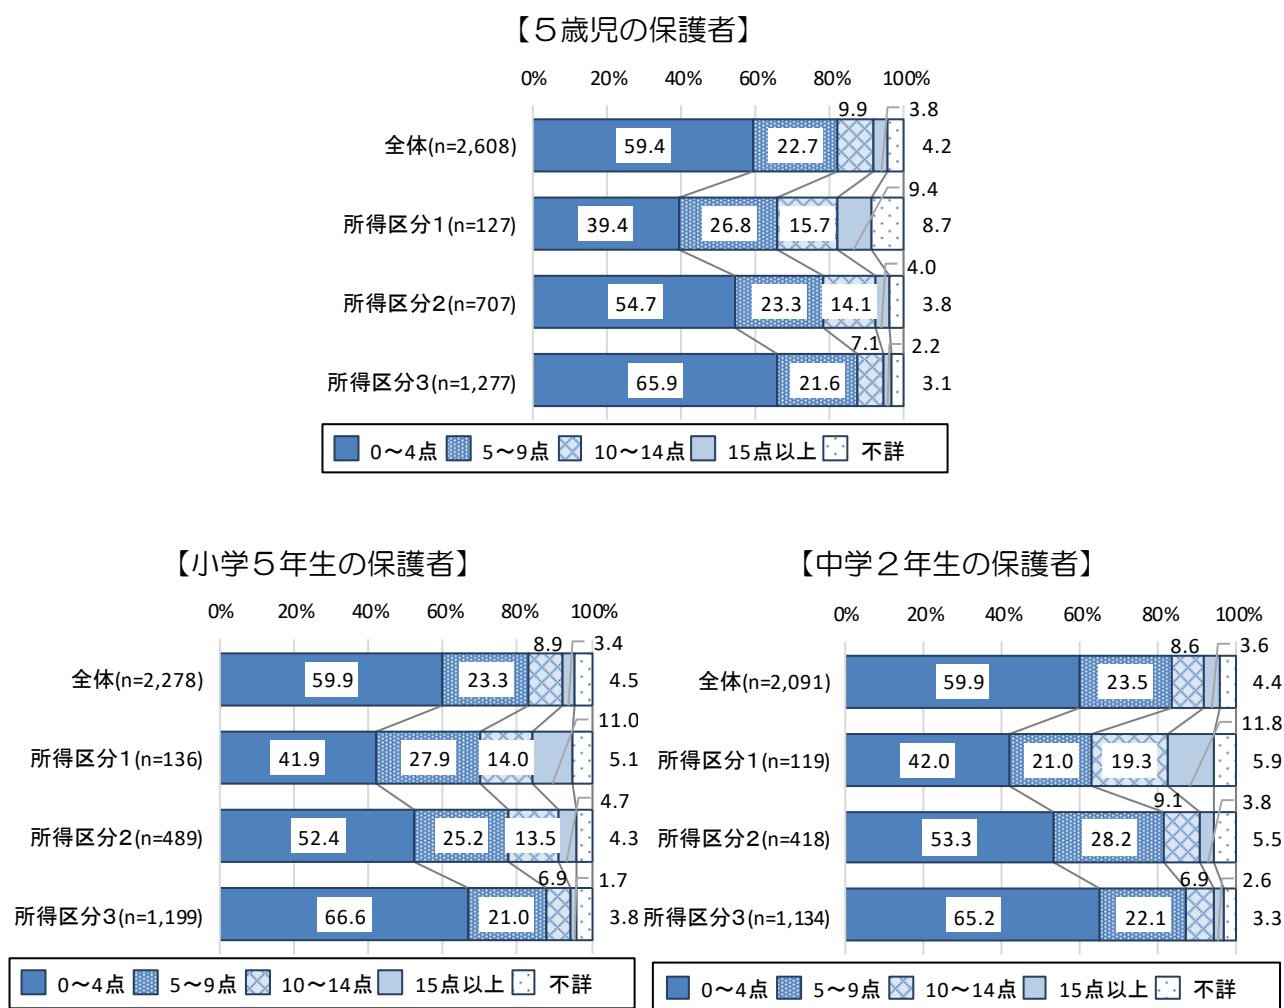 【5歳児の保護者】
0% 20% 40% 60% 80% 100%
9.9 3.8
全体(n=2,608) 59.4 22.7 4.2
9.4
所得区分1(n=127) 39.4 26.8 15.7 8.7
4.0
所得区分2(n=707) 54.7 23.3 14.1 3.8
7.1 2.2
所得区分3(n=1,277) 65.9 21.6 3.1
0～4点 5～9点 10～14点 15点以上 不詳
【小学5年生の保護者】
0% 20% 40% 60% 80% 100%
8.9 3.4
全体(n=2,278) 59.9 23.3 4.5
11.0
所得区分1(n=136) 41.9 27.9 14.0 5.1
4.7
所得区分2(n=489) 52.4 25.2 13.5 4.3
6.9 1.7
所得区分3(n=1,199) 66.6 21.0 3.8
0～4点 5～9点 10～14点 15点以上 不詳
【中学2年生の保護者】
0% 20% 40% 60% 80% 100%
8.6 3.6
全体(n=2,091) 59.9 23.5 4.4
11.8
所得区分1(n=119) 42.0 21.0 19.3 5.9
9.1 3.8
所得区分2(n=418) 53.3 28.2 5.5
6.9 2.6
所得区分3(n=1,134) 65.2 22.1 3.3
0～4点 5～9点 10～14点 15点以上 不詳